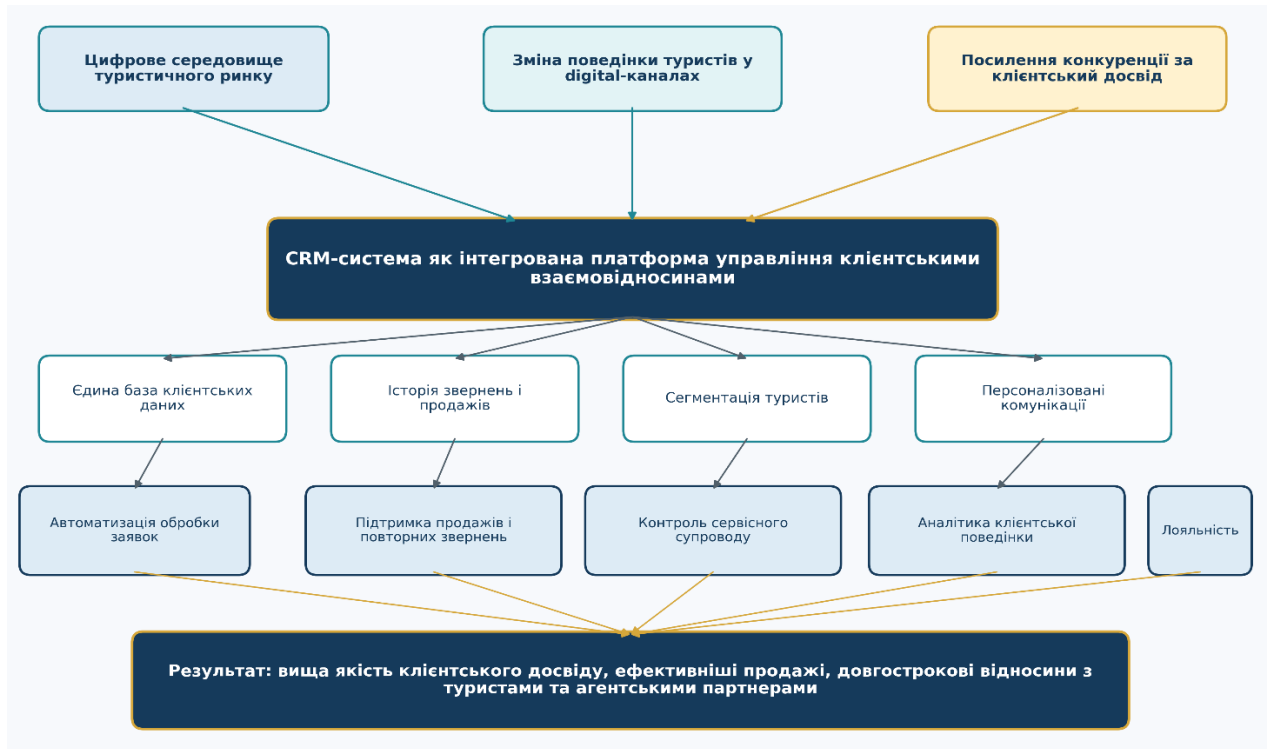 Цифрове середовище
туристичного ринку
Зміна поведінки туристів у
digital-каналах
Посилення конкуренції за
клієнтський досвід
CRM-система як інтегрована платформа управління клієнтськими
взаємовідносинами
Єдина база клієнтських
даних
Історія звернень і
продажів
Сегментація туристів
Персоналізовані
комунікації
Автоматизація обробки
заявок
Підтримка продажів і
повторних звернень
Контроль сервісного
супроводу
Аналітика клієнтської
поведінки
Лояльність
Результат: вища якість клієнтського досвіду, ефективніші продажі, довгострокові відносини з
туристами та агентськими партнерами